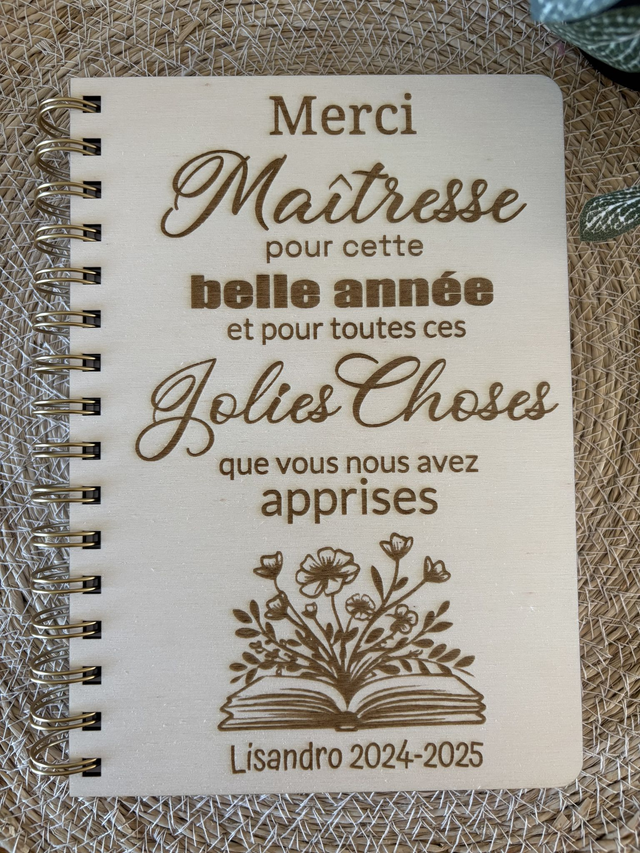 Merci
Maîtresse
pour cette
belle année
et pour toutes ces
Jolies Choses
que vous nous avez
apprises
Lisandro 2024-2025